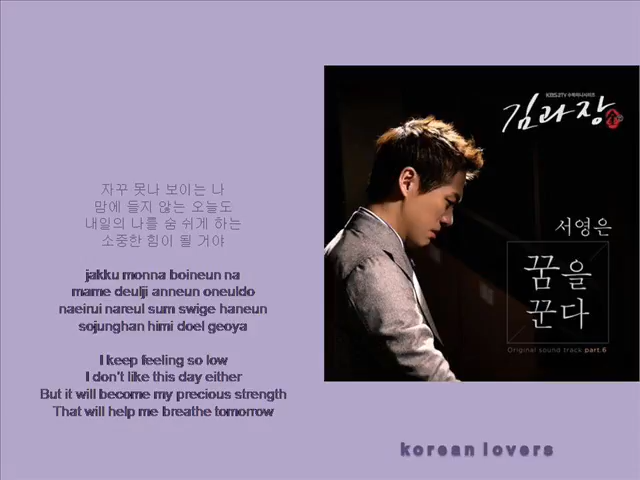 자꾸 못나 보이는 나
맘에 들지 않는 오늘도
내일의 나를 숨 쉬게 하는
소중한 힘이 될 거야
jakku monna boineun na
mame deulji anneun oneuldo
naeirui nareul sum swige haneun
sojunghan himi doel geoya
I keep feeling so low
I don't like this day either
But it will become my precious strength
That will help me breathe tomorrow
KBS2TV 수목미니시리즈
김과장
서영은
꿈을
꾼다
Original sound track part.6
korean lovers